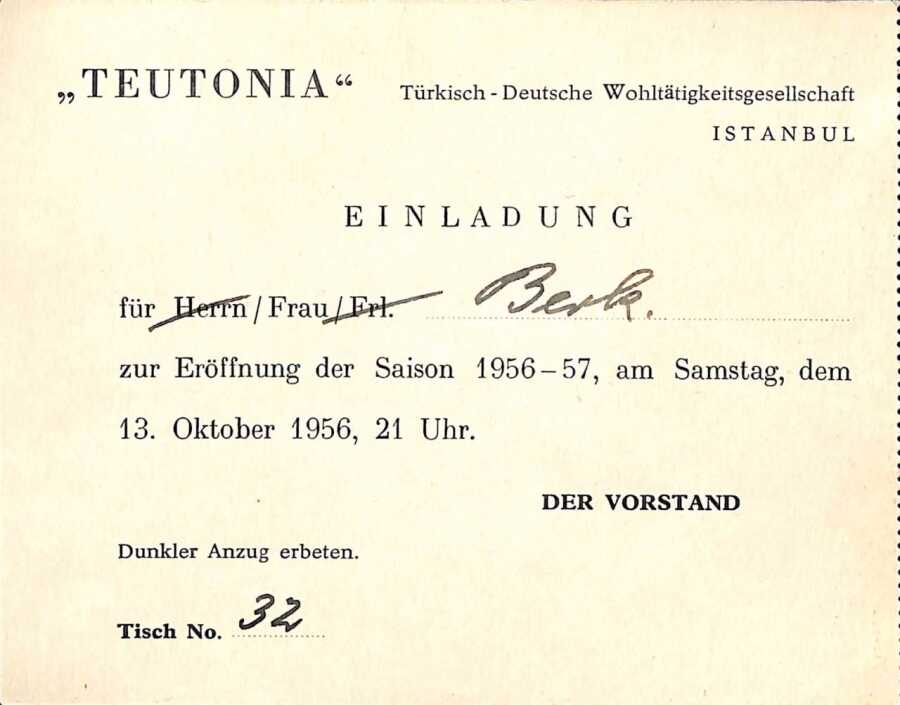 „TEUTONIA“ Türkisch-Deutsche Wohltätigkeitsgesellschaft
ISTANBUL
EINLADUNG
für Herrn/Frau/Frl. Berk.
zur Eröffnung der Saison 1956–57, am Samstag, dem
13. Oktober 1956, 21 Uhr.
DER VORSTAND
Dunkler Anzug erbeten.
Tisch No. 32